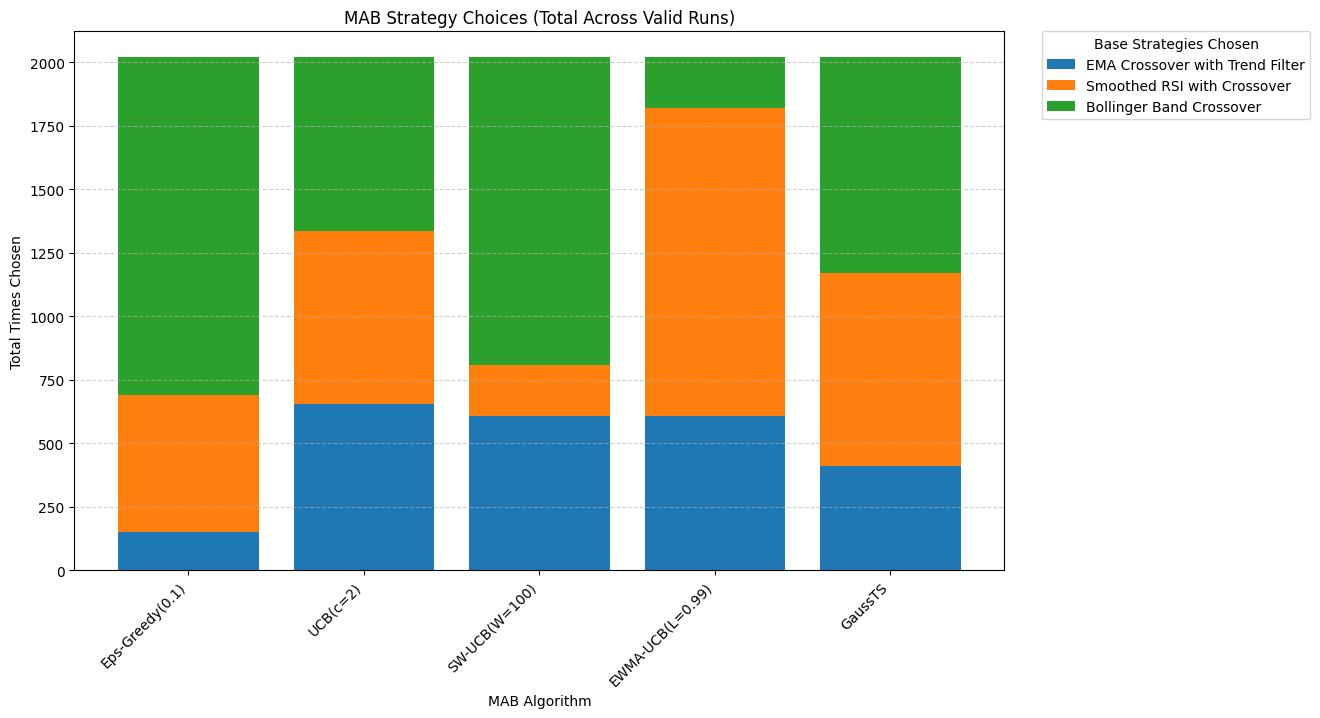 MAB Strategy Choices (Total Across Valid Runs)
Base Strategies Chosen
EMA Crossover with Trend Filter
Smoothed RSI with Crossover
Bollinger Band Crossover
Total Times Chosen
2000
1750
1500
1250
1000
750
500
250
0
Eps-Greedy(0.1)
UCB(c=2)
SW-UCB(W=100)
EWMA-UCB(L=0.99)
GaussTS
MAB Algorithm